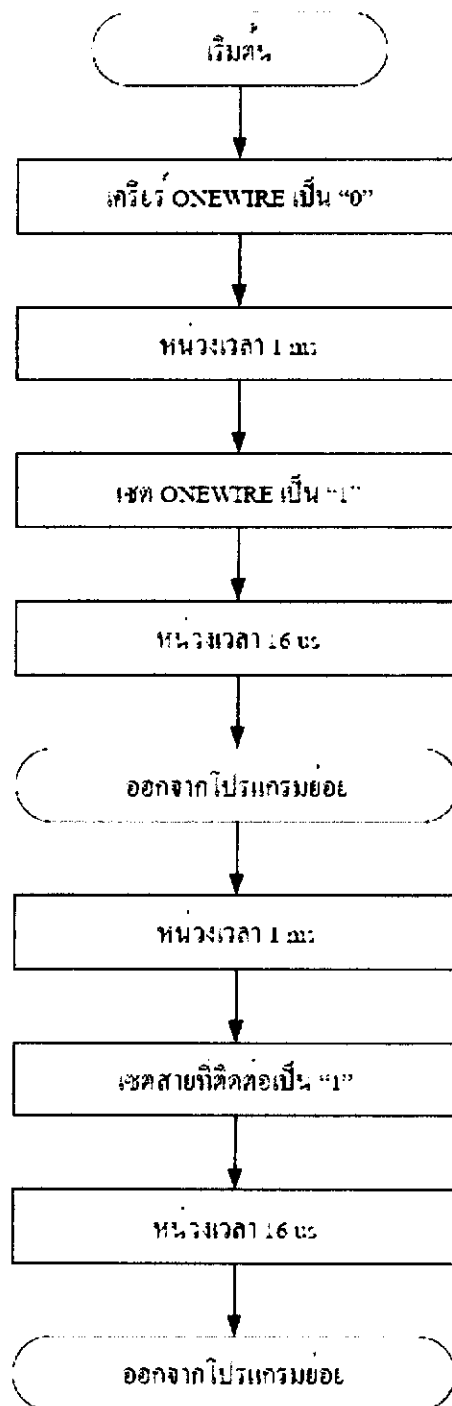 เริ่มต้น
เคลียร์ ONEWIRE เป็น “0”
หน่วงเวลา 1 ms
เซต ONEWIRE เป็น “1”
หน่วงเวลา 16 us
ออกจากโปรแกรมย่อย
หน่วงเวลา 1 ms
เซตสายที่ติดต่อเป็น “1”
หน่วงเวลา 16 us
ออกจากโปรแกรมย่อย